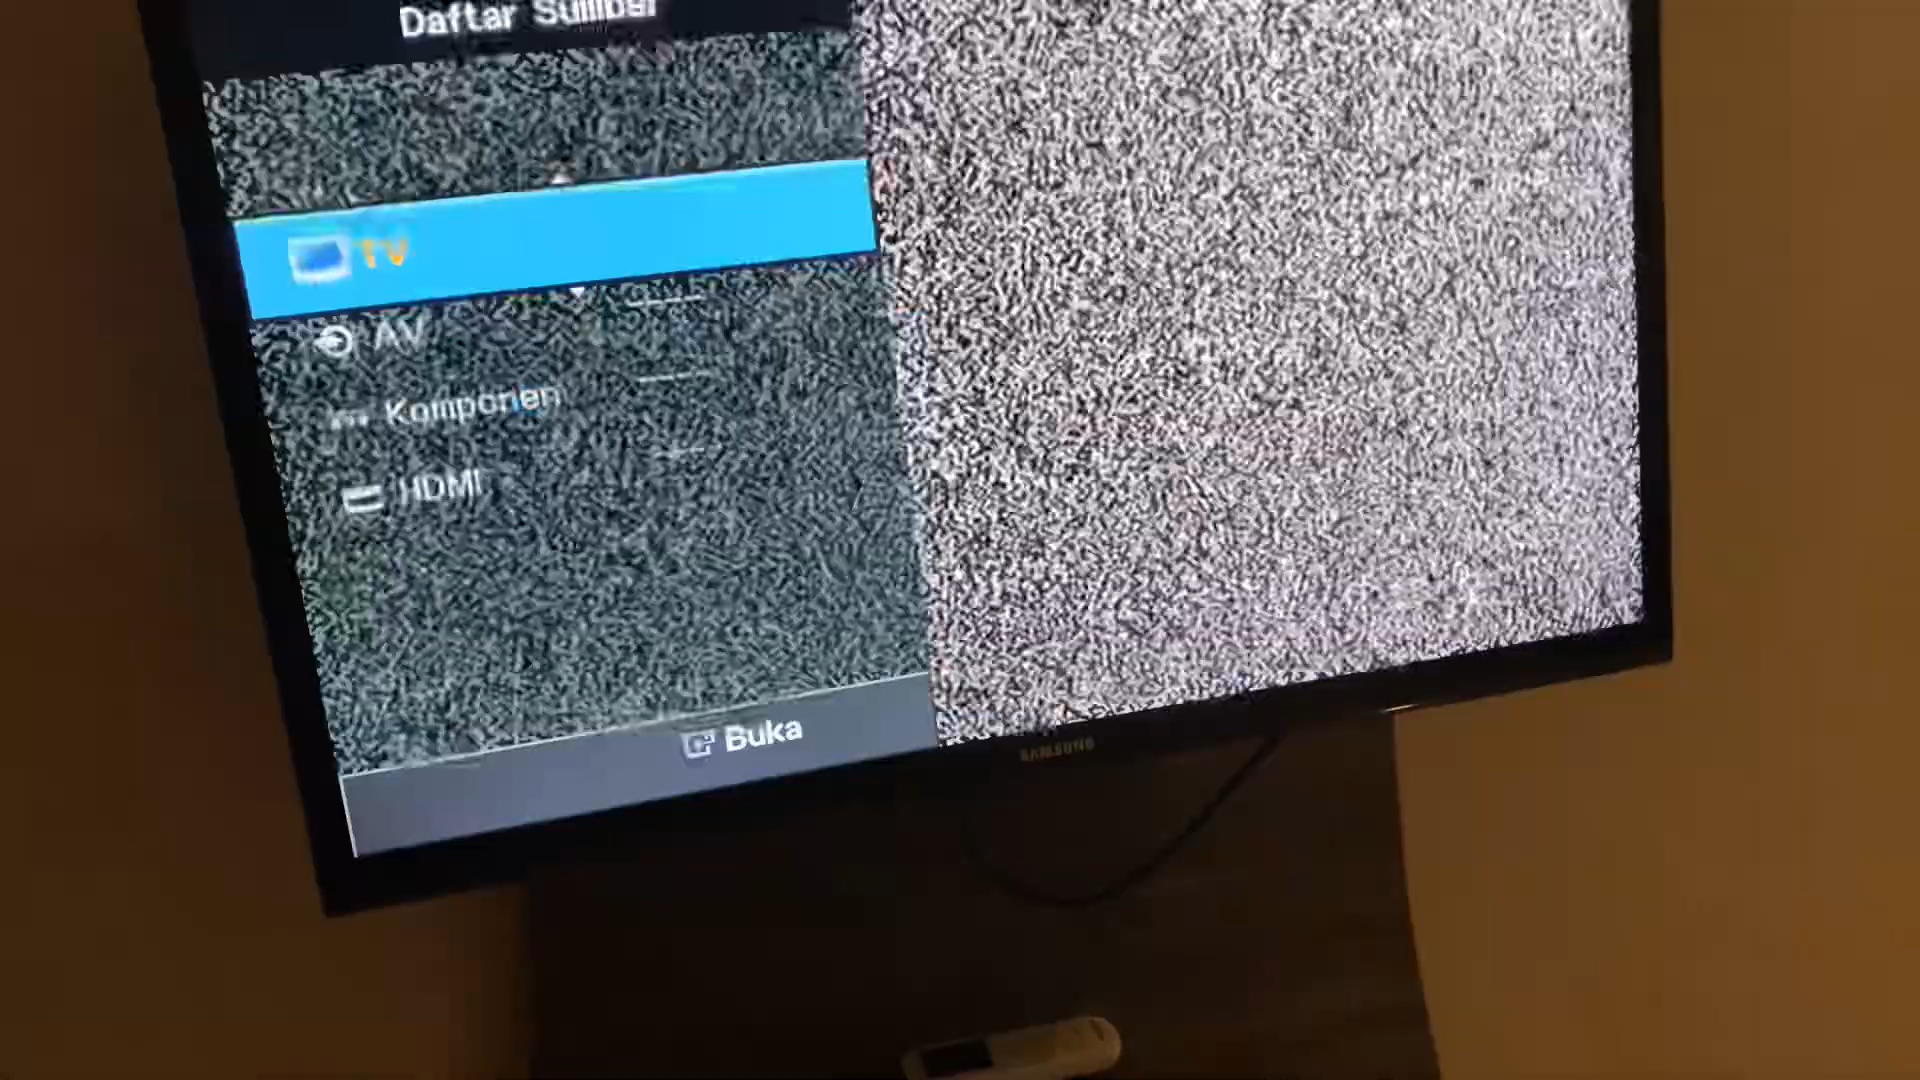 Daftar Sumber
TV
AV
Komponen
HDMI
Buka
SAMSUNG